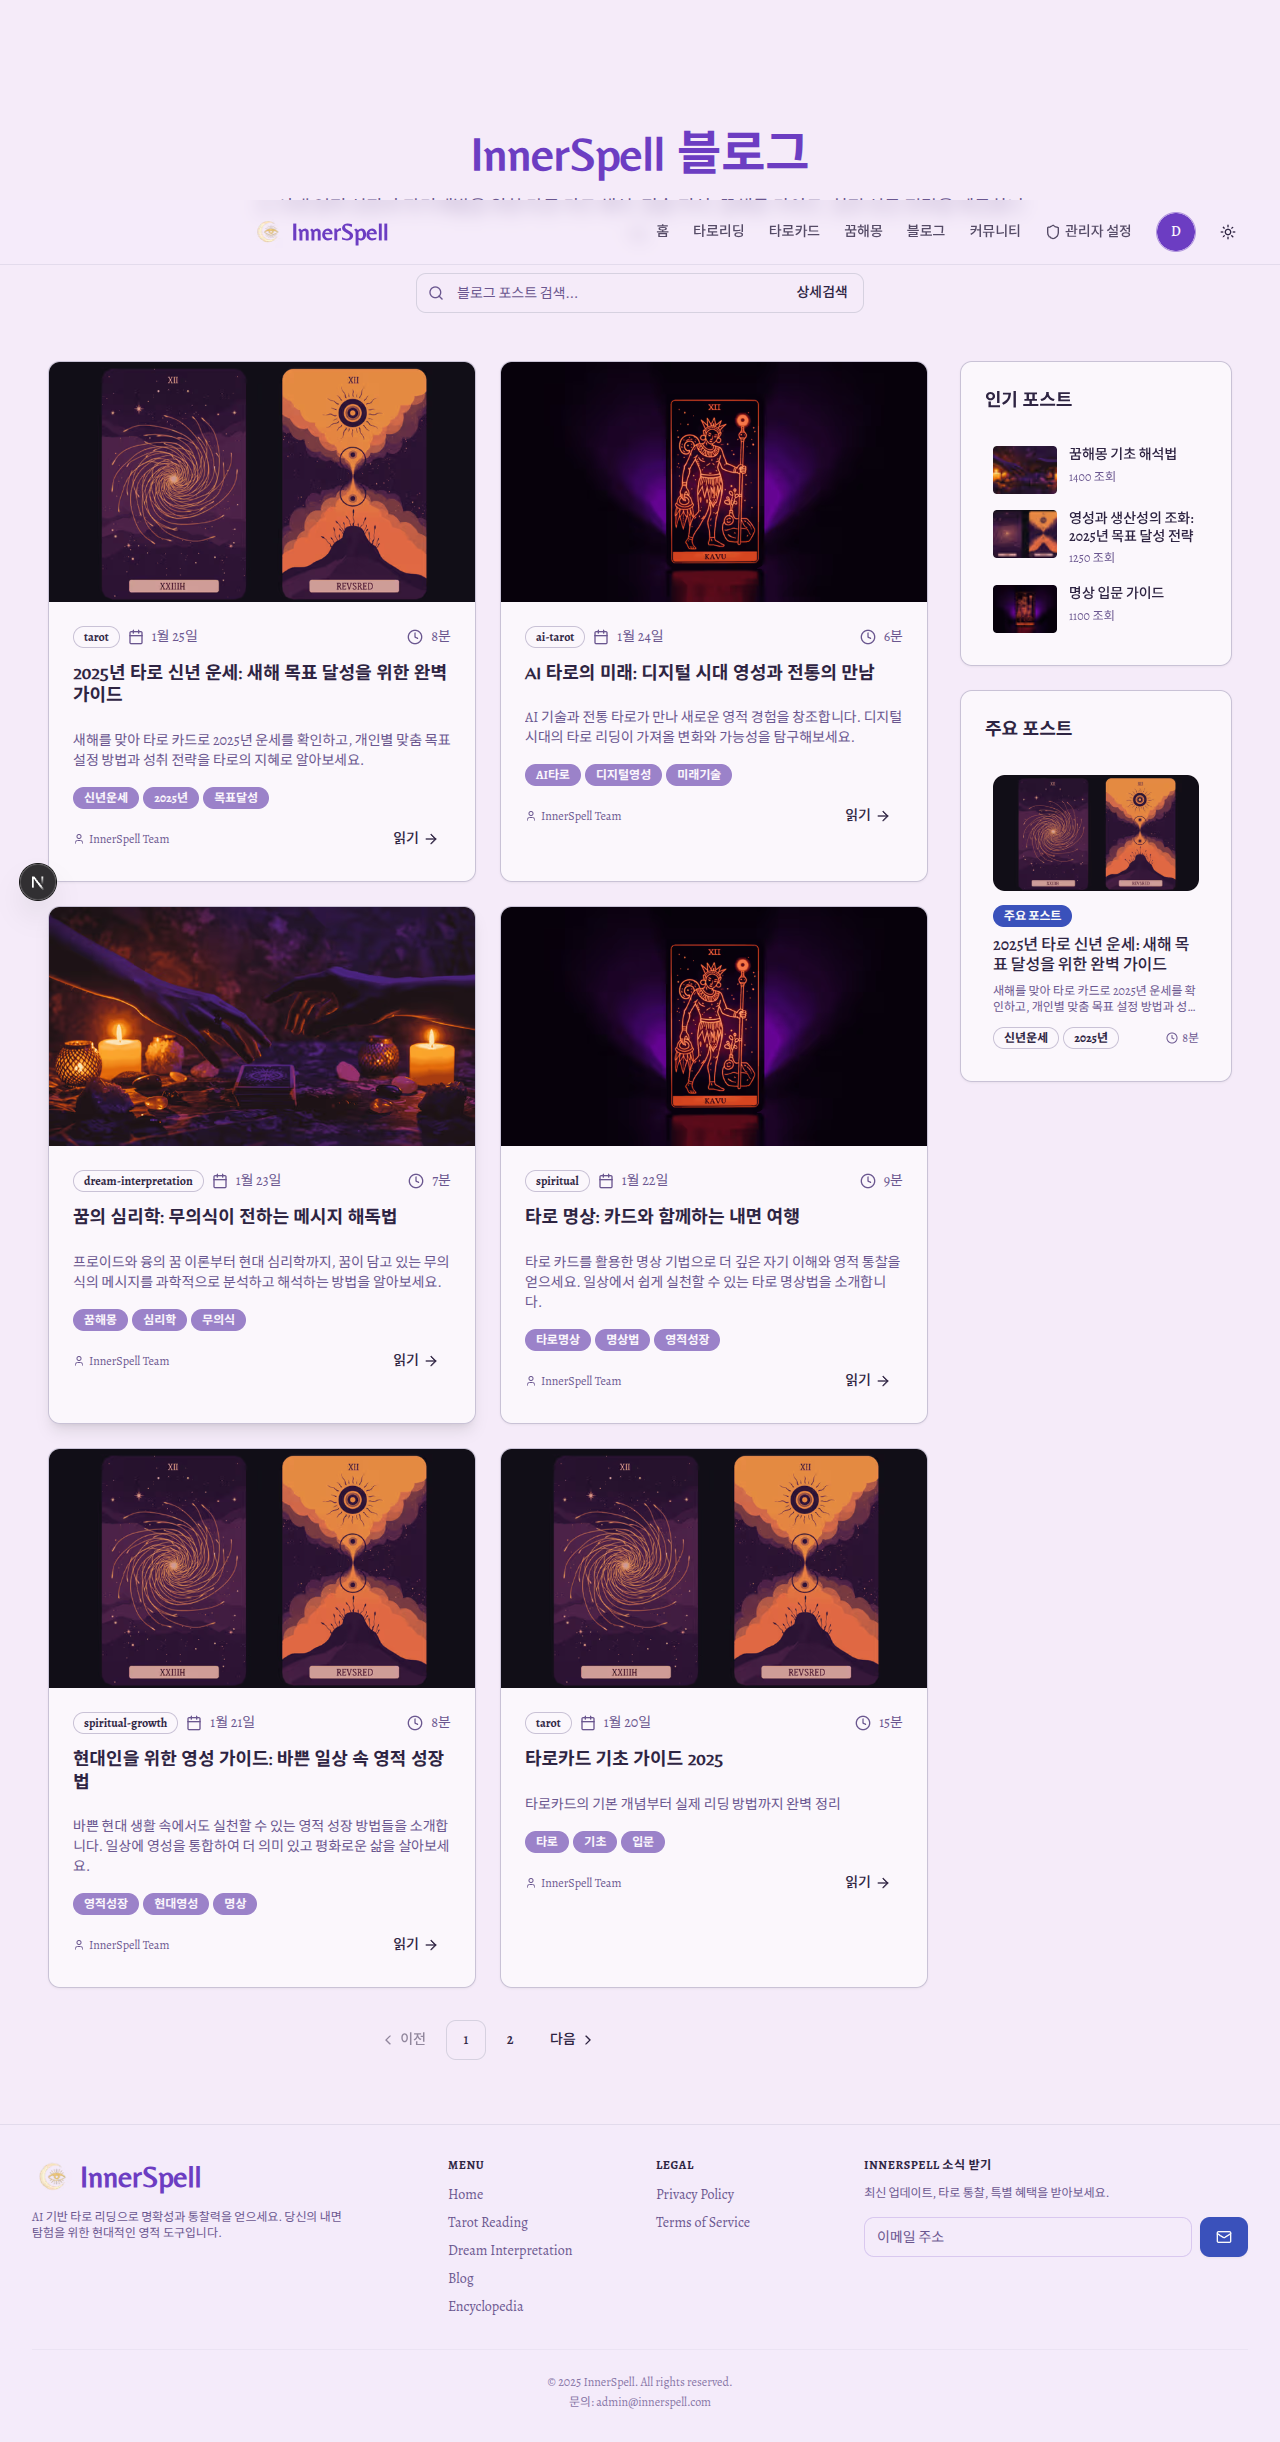 InnerSpell 블로그
InnerSpell
홈
타로리딩
타로카드
꿈해몽
블로그
커뮤니티
관리자 설정
D
블로그 포스트 검색...
상세검색
XII
XII
XXIIIH
REVSRED
tarot
1월 25일
8분
2025년 타로 신년 운세: 새해 목표 달성을 위한 완벽
가이드
새해를 맞아 타로 카드로 2025년 운세를 확인하고, 개인별 맞춤 목표
설정 방법과 성취 전략을 타로의 지혜로 알아보세요.
신년운세
2025년
목표달성
InnerSpell Team
읽기
XII
KAVU
ai-tarot
1월 24일
6분
AI 타로의 미래: 디지털 시대 영성과 전통의 만남
AI 기술과 전통 타로가 만나 새로운 영적 경험을 창조합니다. 디지털
시대의 타로 리딩이 가져올 변화와 가능성을 탐구해보세요.
AI타로
디지털영성
미래기술
InnerSpell Team
읽기
N
dream-interpretation
1월 23일
7분
꿈의 심리학: 무의식이 전하는 메시지 해독법
프로이드와 융의 꿈 이론부터 현대 심리학까지, 꿈이 담고 있는 무의
식의 메시지를 과학적으로 분석하고 해석하는 방법을 알아보세요.
꿈해몽
심리학
무의식
InnerSpell Team
읽기
XII
KAVU
spiritual
1월 22일
9분
타로 명상: 카드와 함께하는 내면 여행
타로 카드를 활용한 명상 기법으로 더 깊은 자기 이해와 영적 통찰을
얻으세요. 일상에서 쉽게 실천할 수 있는 타로 명상법을 소개합니
다.
타로명상
명상법
영적성장
InnerSpell Team
읽기
XII
XII
XXIIIH
REVSRED
spiritual-growth
1월 21일
8분
현대인을 위한 영성 가이드: 바쁜 일상 속 영적 성장
법
바쁜 현대 생활 속에서도 실천할 수 있는 영적 성장 방법들을 소개합
니다. 일상에 영성을 통합하여 더 의미 있고 평화로운 삶을 살아보세
요.
영적성장
현대영성
명상
InnerSpell Team
읽기
XII
XII
XXIIIH
REVSRED
tarot
1월 20일
15분
타로카드 기초 가이드 2025
타로카드의 기본 개념부터 실제 리딩 방법까지 완벽 정리
타로
기초
입문
InnerSpell Team
읽기
이전
1
2
다음
인기 포스트
꿈해몽 기초 해석법
1400 조회
영성과 생산성의 조화:
2025년 목표 달성 전략
1250 조회
명상 입문 가이드
1100 조회
주요 포스트
주요 포스트
2025년 타로 신년 운세: 새해 목
표 달성을 위한 완벽 가이드
새해를 맞아 타로 카드로 2025년 운세를 확
인하고, 개인별 맞춤 목표 설정 방법과 성...
신년운세
2025년
8분
InnerSpell
AI 기반 타로 리딩으로 명확성과 통찰력을 얻으세요. 당신의 내면
탐험을 위한 현대적인 영적 도구입니다.
MENU
Home
Tarot Reading
Dream Interpretation
Blog
Encyclopedia
LEGAL
Privacy Policy
Terms of Service
INNERSPELL 소식 받기
최신 업데이트, 타로 통찰, 특별 혜택을 받아보세요.
이메일 주소
© 2025 InnerSpell. All rights reserved.
문의: admin@innerspell.com